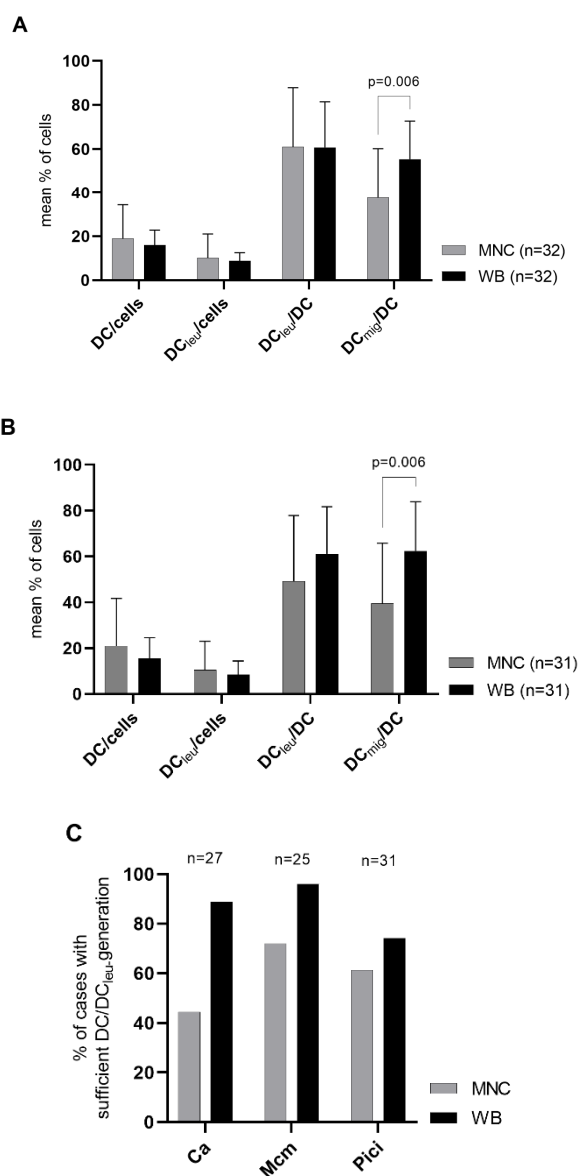 A
mean % of cells
100
80
60
40
20
0
p=0.006
DC/cells
DCleu/cells
DCleu/DC
DCmig/DC
MNC (n=32)
WB (n=32)
B
mean % of cells
100
80
60
40
20
0
p=0.006
DC/cells
DCleu/cells
DCleu/DC
DCmig/DC
MNC (n=31)
WB (n=31)
C
% of cases with
sufficient DC/DCleu-generation
100
80
60
40
20
0
n=27
n=25
n=31
Ca
Mcm
Pici
MNC
WB